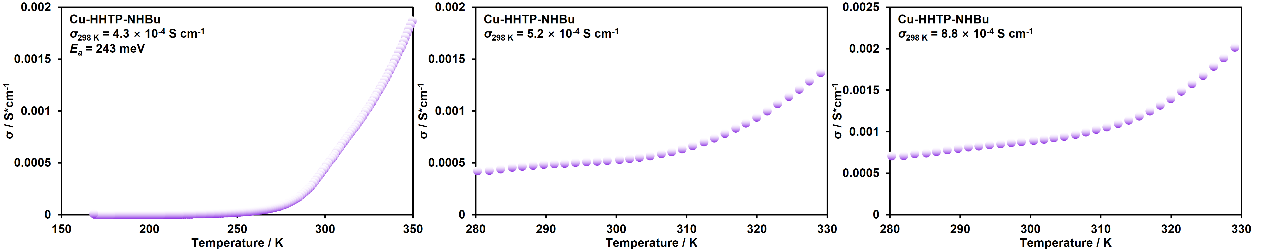 Cu-HHTP-NHBu
σ298 K = 4.3 × 10-4 S cm-1
Ea = 243 meV
σ / S*cm-1
0.002
0.0015
0.001
0.0005
0
150 200 250 300 350
Temperature / K
Cu-HHTP-NHBu
σ298 K = 5.2 × 10-4 S cm-1
σ / S*cm-1
0.002
0.0015
0.001
0.0005
0
280 290 300 310 320 330
Temperature / K
Cu-HHTP-NHBu
σ298 K = 8.8 × 10-4 S cm-1
σ / S*cm-1
0.0025
0.002
0.0015
0.001
0.0005
0
280 290 300 310 320 330
Temperature / K